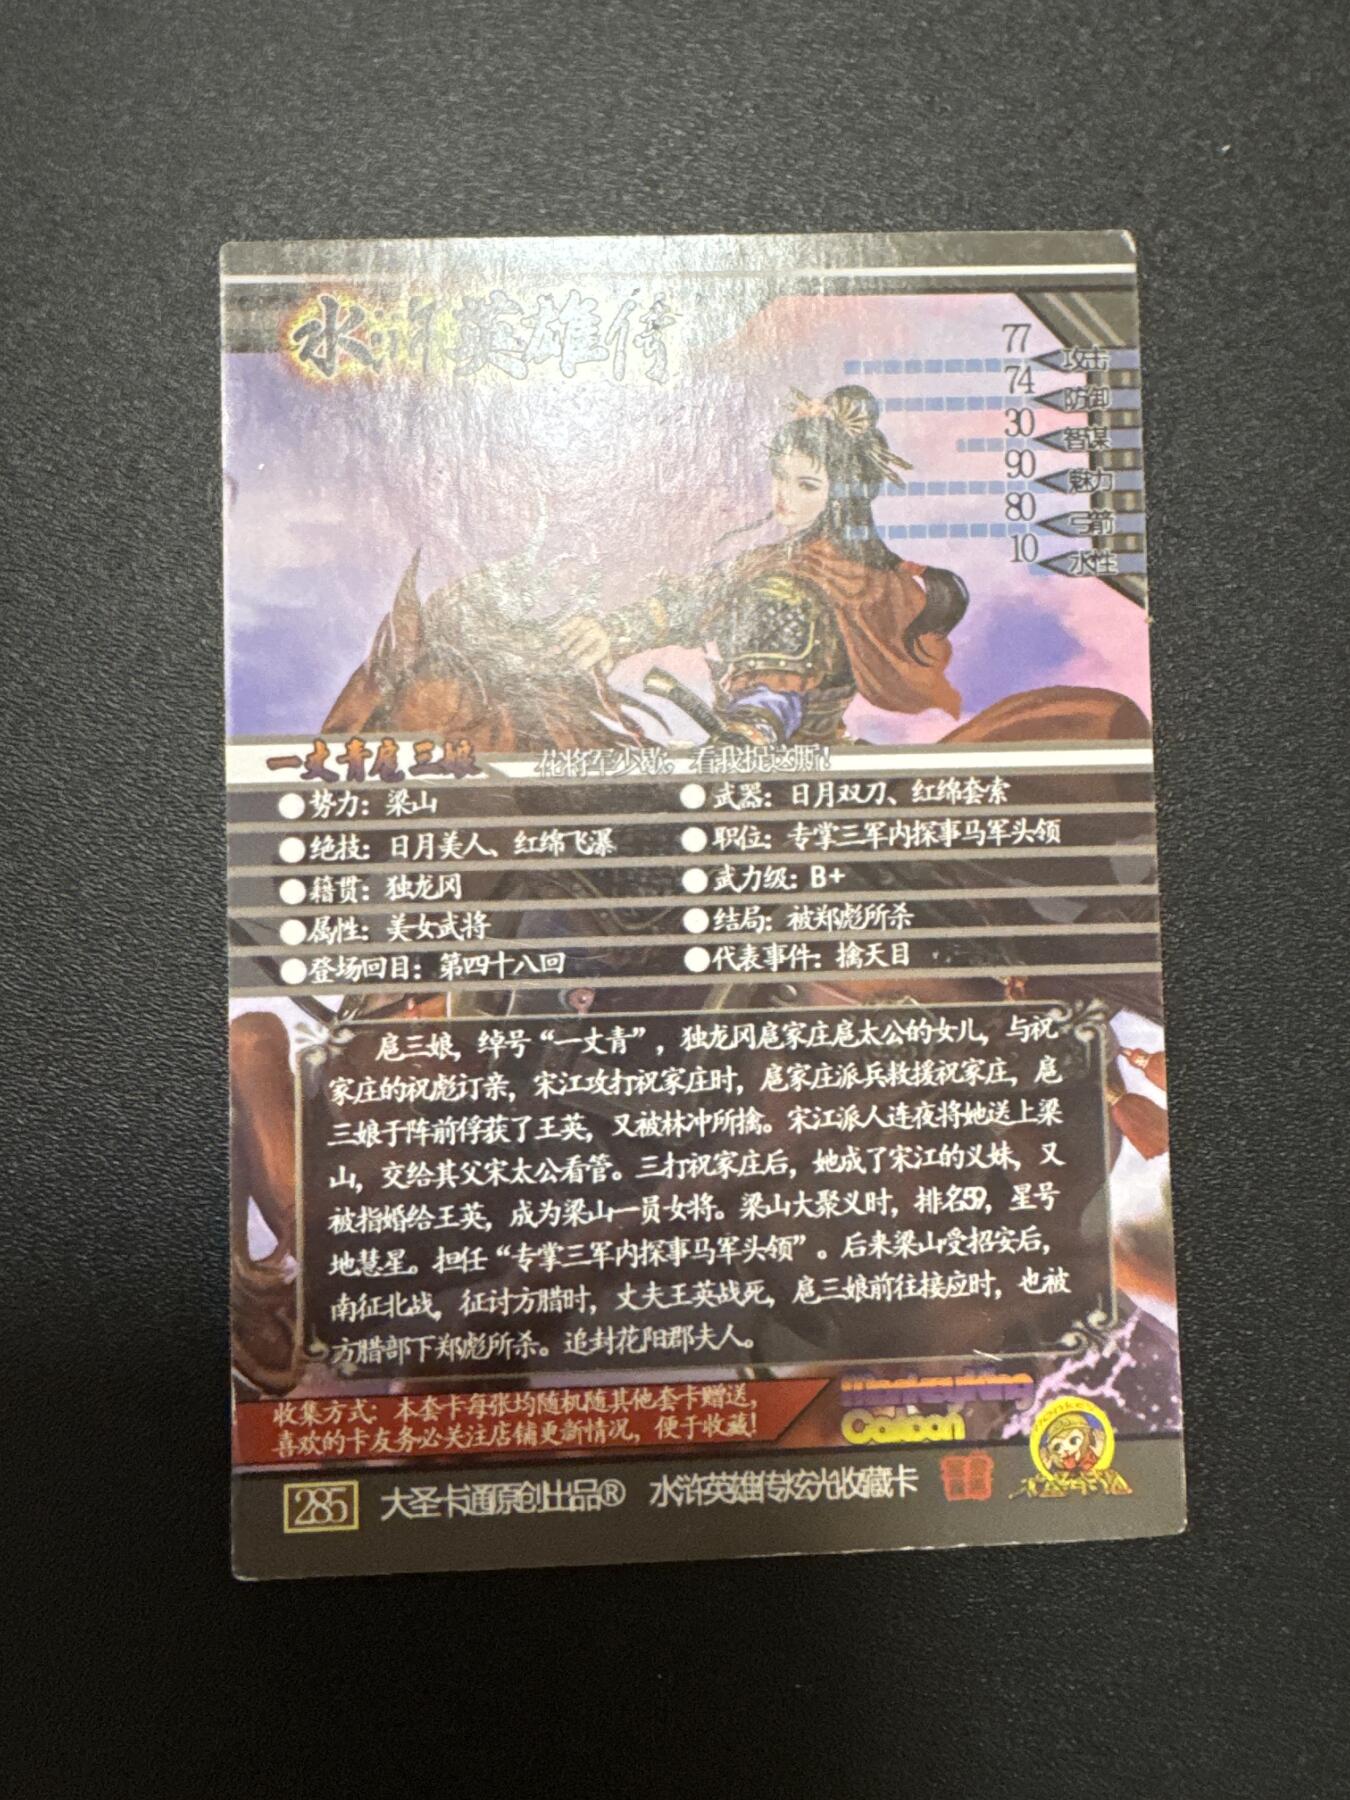 水浒英雄传
77 攻击
74 防御
30 智谋
90 魅力
80 弓箭
10 水性
一丈青扈三娘 花将军少歇，看我捉这厮！
●势力：梁山 ●武器：日月双刀、红绵套索
●绝技：日月美人、红绵飞瀑 ●职位：专掌三军内探事马军头领
●籍贯：独龙冈 ●武力级：B+
●属性：美女武将 ●结局：被郑彪所杀
●登场回目：第四十八回 ●代表事件：擒天目
扈三娘，绰号“一丈青”，独龙冈扈家庄扈太公的女儿，与祝
家庄的祝彪订亲，宋江攻打祝家庄时，扈家庄派兵救援祝家庄，扈
三娘于阵前俘获了王英，又被林冲所擒。宋江派人连夜将她送上梁
山，交给其父宋太公看管。三打祝家庄后，她成了宋江的义妹，又
被指婚给王英，成为梁山一员女将。梁山大聚义时，排名59，星号
地慧星。担任“专掌三军内探事马军头领”。后来梁山受招安后，
南征北战，征讨方腊时，丈夫王英战死，扈三娘前往接应时，也被
方腊部下郑彪所杀。追封花阳郡夫人。
收集方式：本套卡每张均随机随其他套卡赠送，
喜欢的卡友务必关注店铺更新情况，便于收藏！
Monkey King
Cartoon
285 大圣卡通原创出品® 水浒英雄传炫光收藏卡